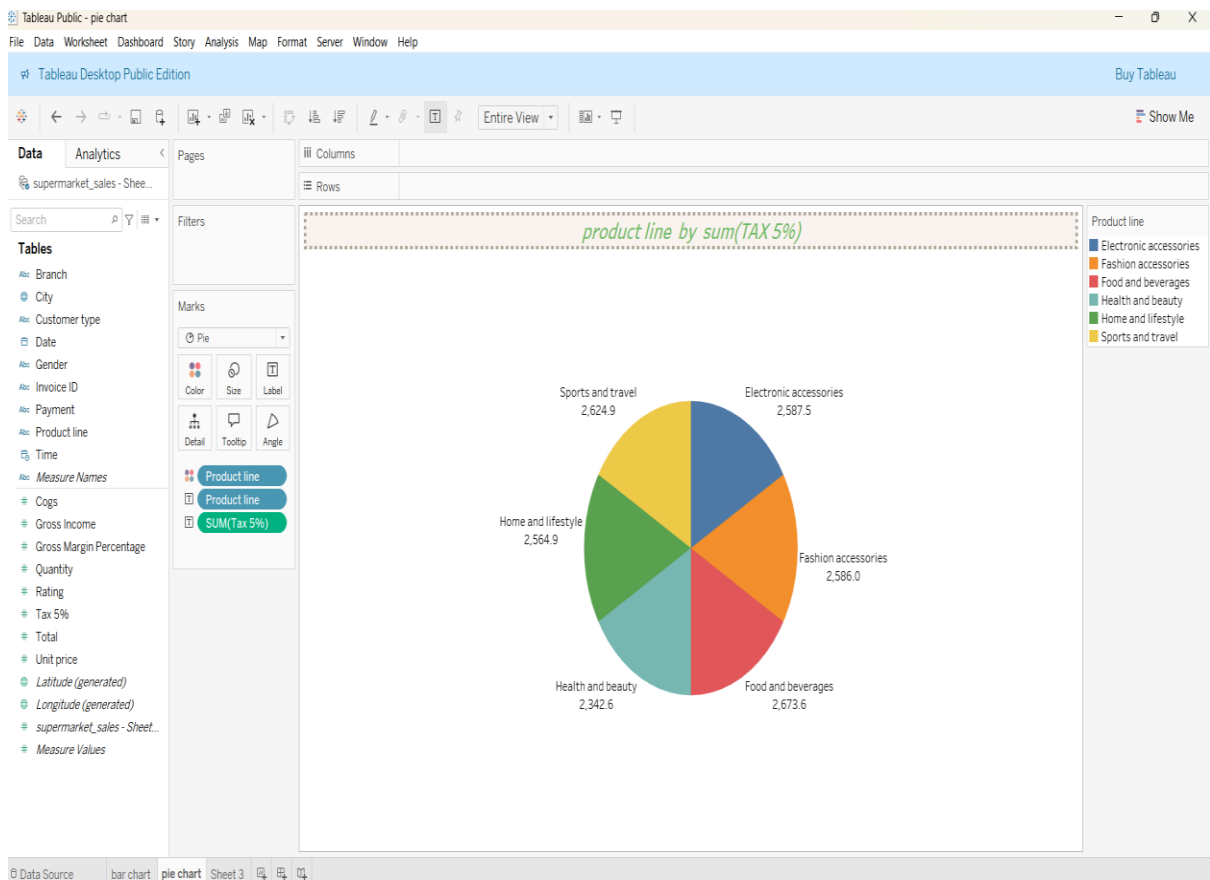 Tableau Public - pie chart
File Data Worksheet Dashboard Story Analysis Map Format Server Window Help
Tableau Desktop Public Edition
Buy Tableau
Entire View
Show Me
Data
Analytics
supermarket_sales - Shee...
Search
Tables
Abc Branch
City
Abc Customer type
Date
Abc Gender
Abc Invoice ID
Abc Payment
Abc Product line
Time
Abc Measure Names
# Cogs
# Gross Income
# Gross Margin Percentage
# Quantity
# Rating
# Tax 5%
# Total
# Unit price
Latitude (generated)
Longitude (generated)
# supermarket_sales - Sheet...
# Measure Values
Pages
Filters
Marks
Pie
Color Size Label
Detail Tooltip Angle
Product line
Product line
SUM(Tax 5%)
Columns
Rows
product line by sum(TAX 5%)
Sports and travel
2,624.9
Electronic accessories
2,587.5
Home and lifestyle
2,564.9
Fashion accessories
2,586.0
Health and beauty
2,342.6
Food and beverages
2,673.6
Product line
Electronic accessories
Fashion accessories
Food and beverages
Health and beauty
Home and lifestyle
Sports and travel
Data Source
bar chart
pie chart
Sheet 3